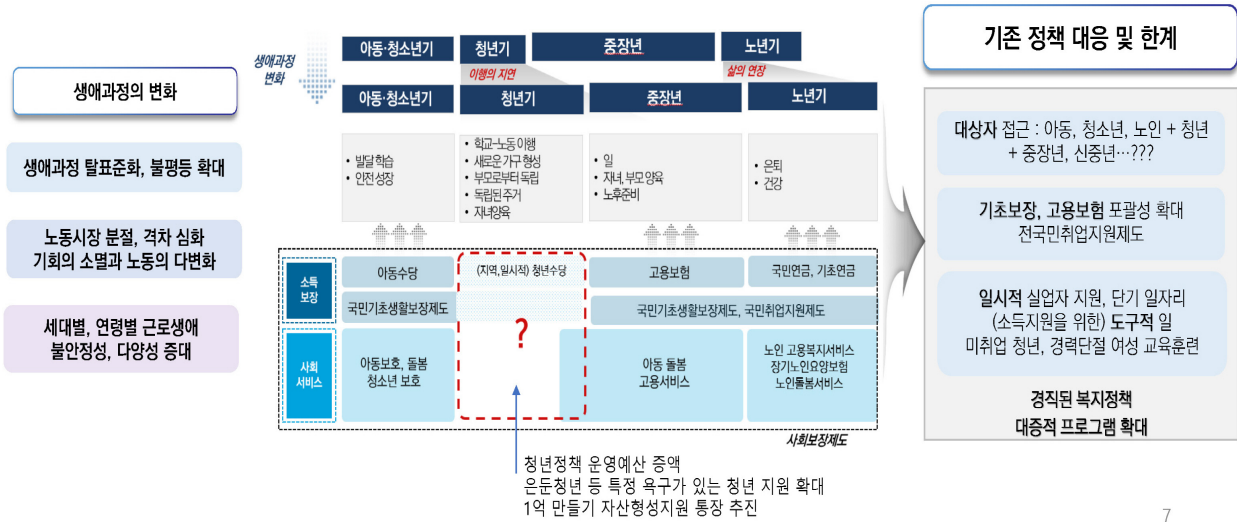 생애과정의 변화
생애과정 탈표준화, 불평등 확대
노동시장 분절, 격차 심화
기회의 소멸과 노동의 다변화
세대별, 연령별 근로생애
불안정성, 다양성 증대
생애과정
변화
아동·청소년기
청년기
중장년
노년기
이행의 지연
삶의 연장
아동·청소년기
청년기
중장년
노년기
• 발달 학습
• 안전 성장
• 학교-노동 이행
• 새로운 가구 형성
• 부모로부터 독립
• 독립된 주거
• 자녀양육
• 일
• 자녀, 부모 양육
• 노후준비
• 은퇴
• 건강
소득
보장
아동수당
(지역,일시적) 청년수당
고용보험
국민연금, 기초연금
국민기초생활보장제도
국민기초생활보장제도, 국민취업지원제도
?
사회
서비스
아동보호, 돌봄
청소년 보호
아동 돌봄
고용서비스
노인 고용복지서비스
장기노인요양보험
노인돌봄서비스
사회보장제도
청년정책 운영예산 증액
은둔청년 등 특정 욕구가 있는 청년 지원 확대
1억 만들기 자산형성지원 통장 추진
기존 정책 대응 및 한계
대상자 접근 : 아동, 청소년, 노인 + 청년
+ 중장년, 신중년…???
기초보장, 고용보험 포괄성 확대
전국민취업지원제도
일시적 실업자 지원, 단기 일자리
(소득지원을 위한) 도구적 일
미취업 청년, 경력단절 여성 교육훈련
경직된 복지정책
대증적 프로그램 확대
7